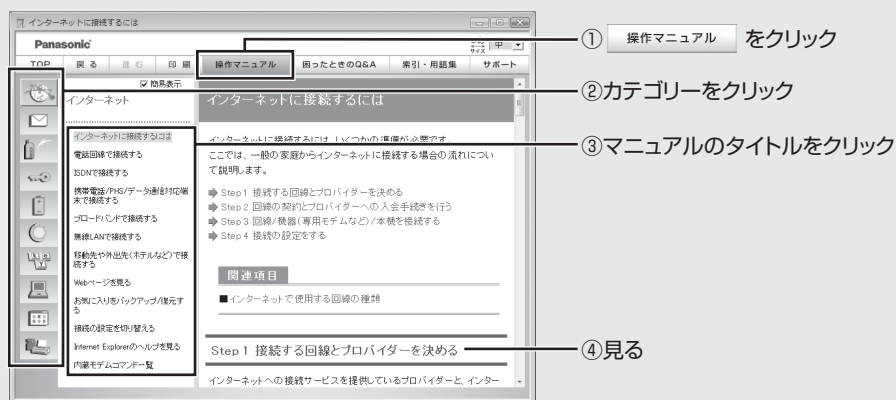 インターネットに接続するには
Panasonic
サイズ 中
TOP 戻る 進む 印刷 操作マニュアル 困ったときのQ&A 索引・用語集 サポート
簡易表示
インターネット
インターネットに接続するには
電話回線で接続する
ISDNで接続する
携帯電話/PHS/データ通信対応端
末で接続する
ブロードバンドで接続する
無線LANで接続する
移動先や外出先(ホテルなど)で接
続する
Webページを見る
お気に入りをバックアップ/復元す
る
接続の設定を切り替える
Internet Explorerのヘルプを見る
内蔵モデムコマンド一覧
インターネットに接続するには
インターネットに接続するには、いくつかの準備が必要です。
ここでは、一般の家庭からインターネットに接続する場合の流れについ
て説明します。
Step1 接続する回線とプロバイダーを決める
Step2 回線の契約とプロバイダーへの入会手続きを行う
Step3 回線/機器(専用モデムなど)/本機を接続する
Step4 接続の設定をする
関連項目
■インターネットで使用する回線の種類
Step1 接続する回線とプロバイダーを決める
インターネットへの接続サービスを提供しているプロバイダーと、インター
① 操作マニュアル をクリック
②カテゴリーをクリック
③マニュアルのタイトルをクリック
④見る